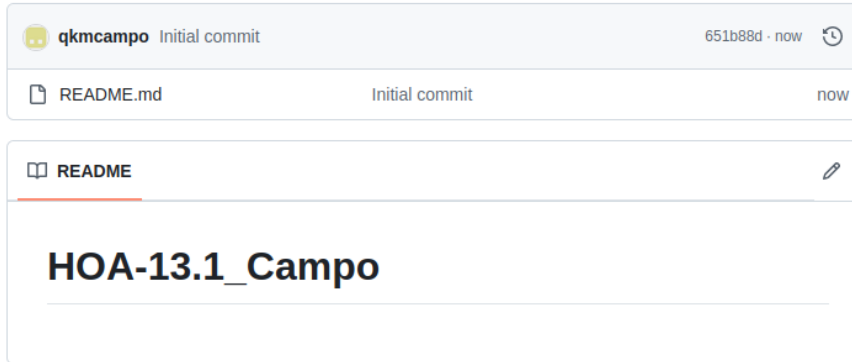 qkmcampo Initial commit 651b88d · now
README.md Initial commit now
README
HOA-13.1_Campo